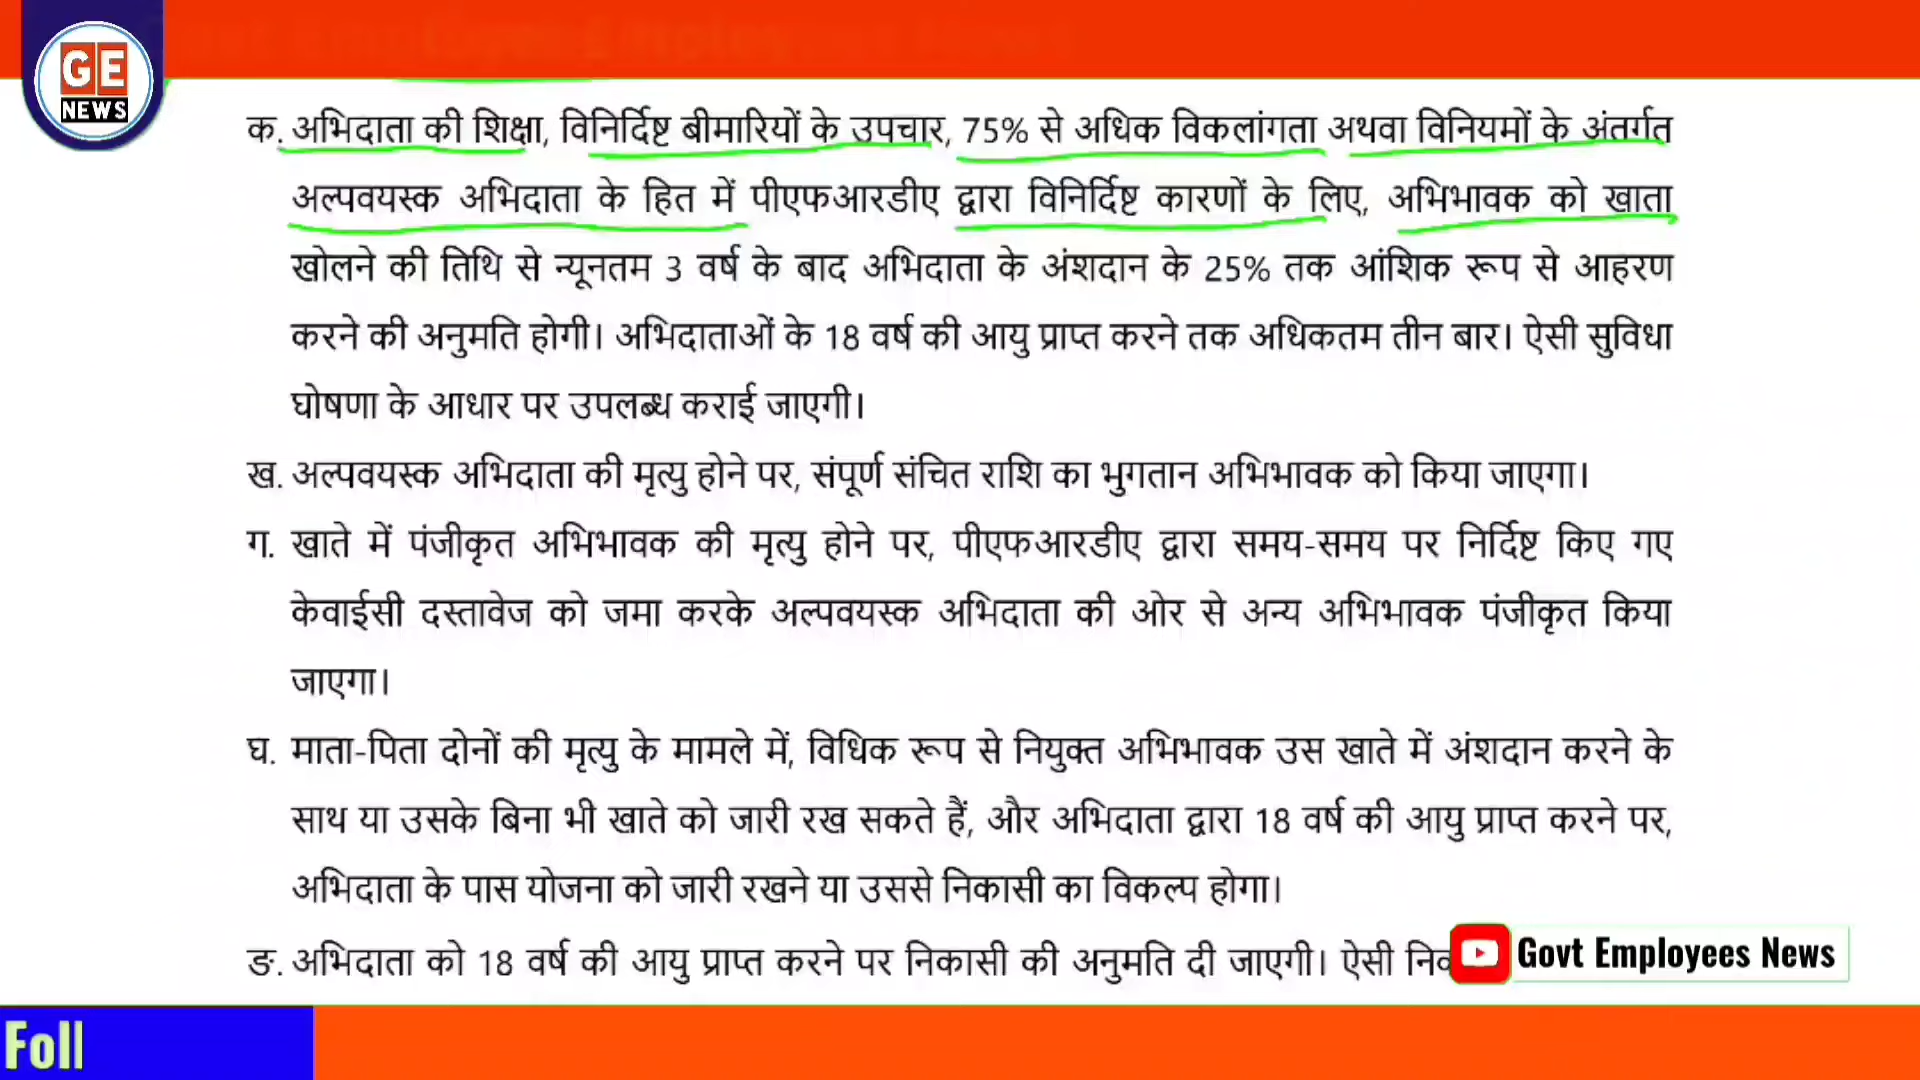 GE
NEWS
क. अभिदाता की शिक्षा, विनिर्दिष्ट बीमारियों के उपचार, 75% से अधिक विकलांगता अथवा विनियमों के अंतर्गत
अल्पवयस्क अभिदाता के हित में पीएफआरडीए द्वारा विनिर्दिष्ट कारणों के लिए, अभिभावक को खाता
खोलने की तिथि से न्यूनतम 3 वर्ष के बाद अभिदाता के अंशदान के 25% तक आंशिक रूप से आहरण
करने की अनुमति होगी। अभिदाताओं के 18 वर्ष की आयु प्राप्त करने तक अधिकतम तीन बार। ऐसी सुविधा
घोषणा के आधार पर उपलब्ध कराई जाएगी।
ख. अल्पवयस्क अभिदाता की मृत्यु होने पर, संपूर्ण संचित राशि का भुगतान अभिभावक को किया जाएगा।
ग. खाते में पंजीकृत अभिभावक की मृत्यु होने पर, पीएफआरडीए द्वारा समय-समय पर निर्दिष्ट किए गए
केवाईसी दस्तावेज को जमा करके अल्पवयस्क अभिदाता की ओर से अन्य अभिभावक पंजीकृत किया
जाएगा।
घ. माता-पिता दोनों की मृत्यु के मामले में, विधिक रूप से नियुक्त अभिभावक उस खाते में अंशदान करने के
साथ या उसके बिना भी खाते को जारी रख सकते हैं, और अभिदाता द्वारा 18 वर्ष की आयु प्राप्त करने पर,
अभिदाता के पास योजना को जारी रखने या उससे निकासी का विकल्प होगा।
ङ. अभिदाता को 18 वर्ष की आयु प्राप्त करने पर निकासी की अनुमति दी जाएगी। ऐसी
Govt Employees News
Foll